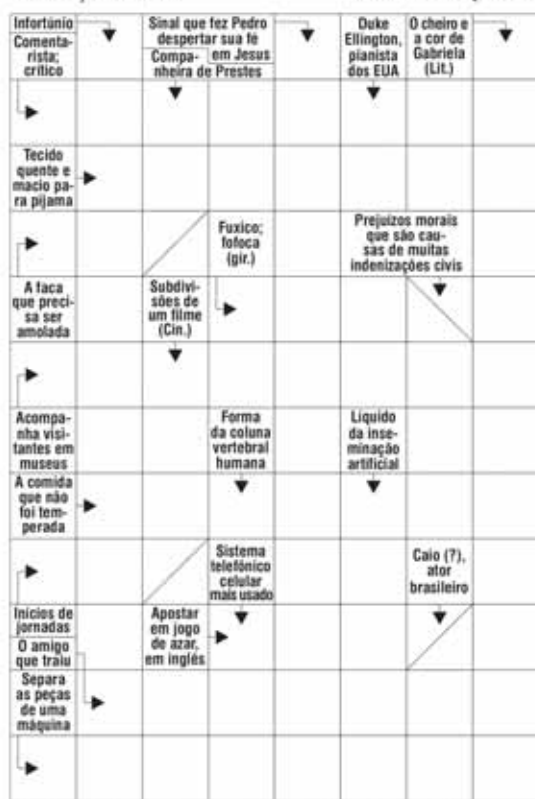 Infortúnio
Comenta-
rista;
crítico
Sinal que fez Pedro
despertar sua fé
em Jesus
Compa-
nheira de Prestes
Duke
Ellington,
pianista
dos EUA
O cheiro e
a cor de
Gabriela
(Lit.)
Tecido
quente e
macio pa-
ra pijama
Fuxico;
fofoca
(gír.)
Prejuízos morais
que são cau-
sas de muitas
indenizações civis
A faca
que preci-
sa ser
amolada
Subdivi-
sões de
um filme
(Cin.)
Acompa-
nha visi-
tantes em
museus
Forma
da coluna
vertebral
humana
Líquido
da inse-
minação
artificial
A comida
que não
foi tem-
perada
Sistema
telefônico
celular
mais usado
Caio (?),
ator
brasileiro
Inícios de
jornadas
O amigo
que traiu
Apostar
em jogo
de azar,
em inglês
Separa
as peças
de uma
máquina